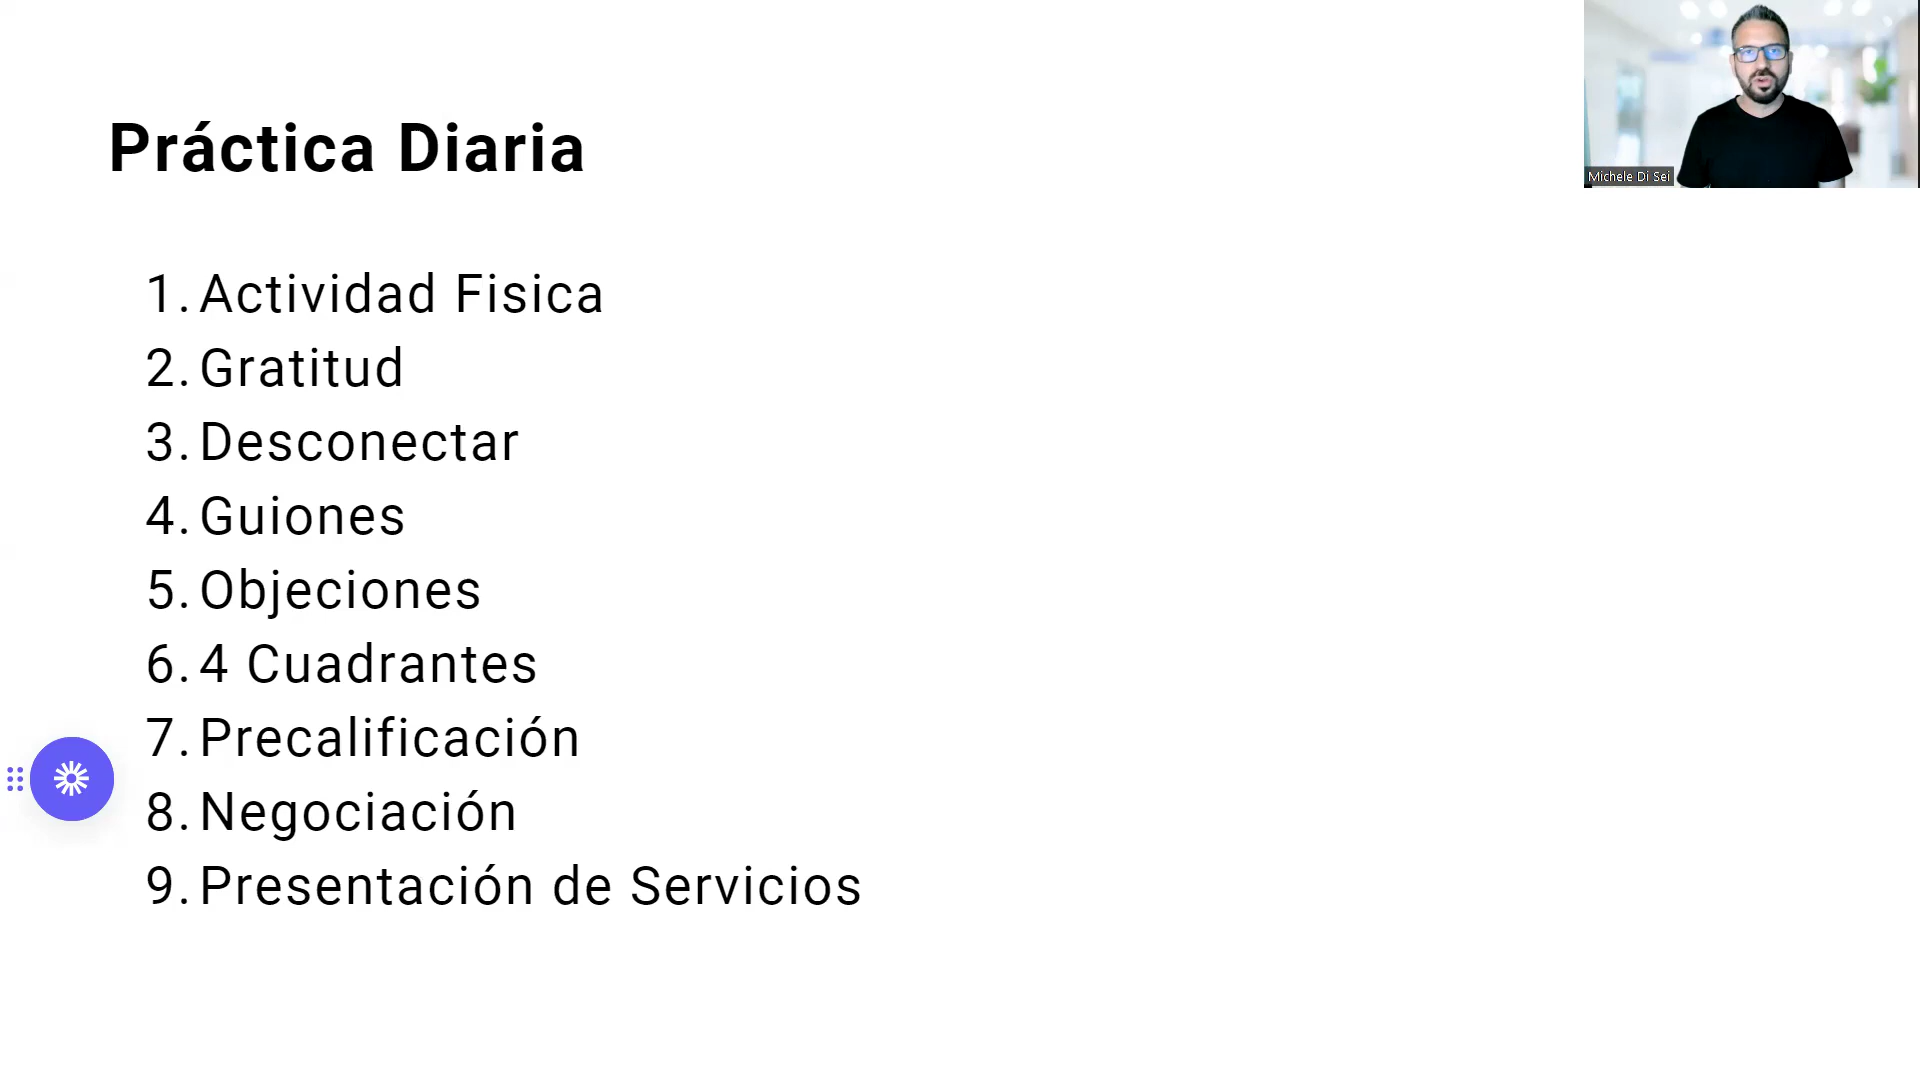 Práctica Diaria
1. Actividad Fisica
2. Gratitud
3. Desconectar
4. Guiones
5. Objeciones
6. 4 Cuadrantes
7. Precalificación
8. Negociación
9. Presentación de Servicios
Michele Di Sei